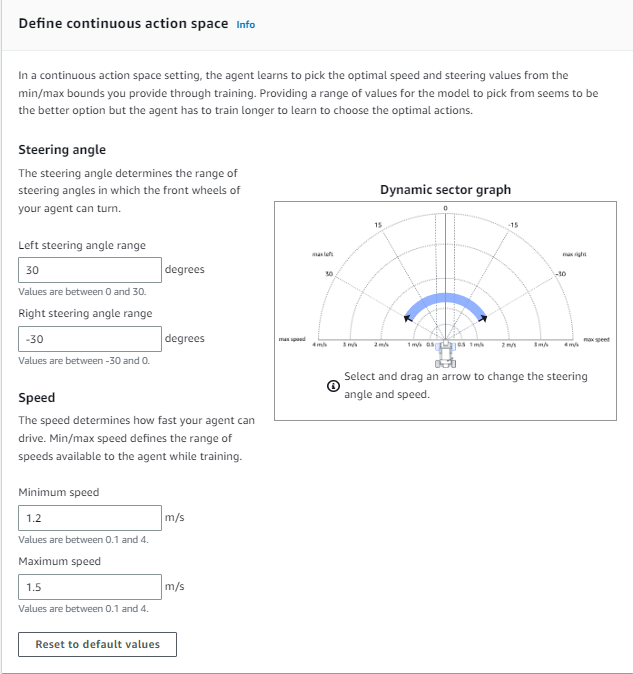 Define continuous action space Info
In a continuous action space setting, the agent learns to pick the optimal speed and steering values from the
min/max bounds you provide through training. Providing a range of values for the model to pick from seems to be
the better option but the agent has to train longer to learn to choose the optimal actions.
Steering angle
The steering angle determines the range of
steering angles in which the front wheels of
your agent can turn.
Left steering angle range
30 degrees
Values are between 0 and 30.
Right steering angle range
-30 degrees
Values are between -30 and 0.
Speed
The speed determines how fast your agent can
drive. Min/max speed defines the range of
speeds available to the agent while training.
Minimum speed
1.2 m/s
Values are between 0.1 and 4.
Maximum speed
1.5 m/s
Values are between 0.1 and 4.
Reset to default values
Dynamic sector graph
0
15 -15
max left max right
30 -30
max speed 4 m/s 3 m/s 2 m/s 1 m/s 0.5 0.5 1 m/s 2 m/s 3 m/s 4 m/s max speed
Select and drag an arrow to change the steering
angle and speed.